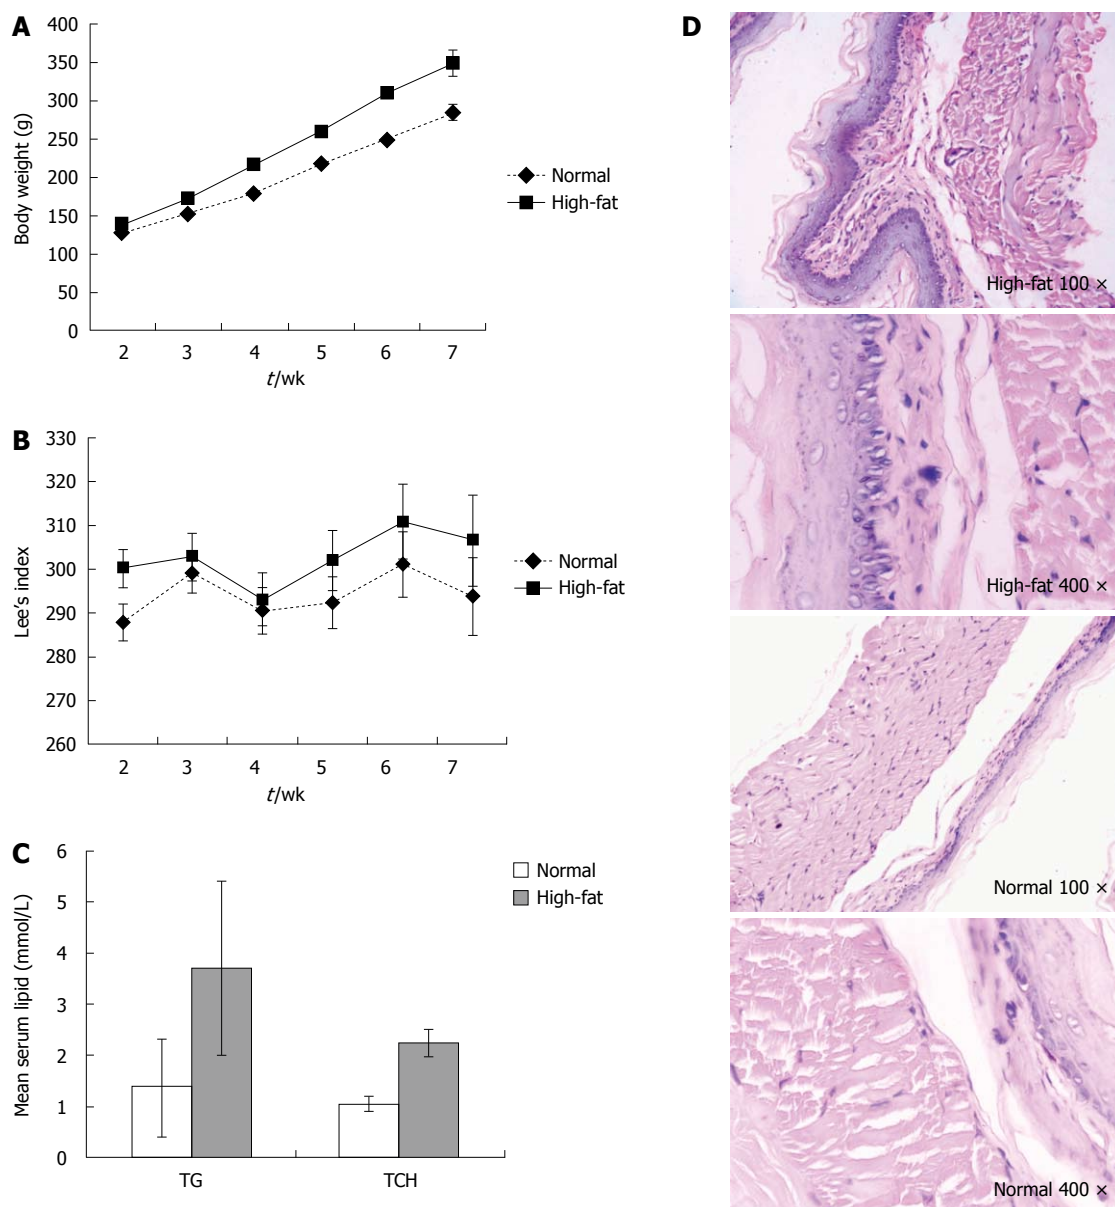 A
400
350
300
250
200
150
100
50
0
Body weight (g)
2 3 4 5 6 7
t/wk
Normal
High-fat
B
330
320
310
300
290
280
270
260
Lee's index
2 3 4 5 6 7
t/wk
Normal
High-fat
C
6
5
4
3
2
1
0
Mean serum lipid (mmol/L)
TG TCH
Normal
High-fat
D
High-fat 100 ×
High-fat 400 ×
Normal 100 ×
Normal 400 ×